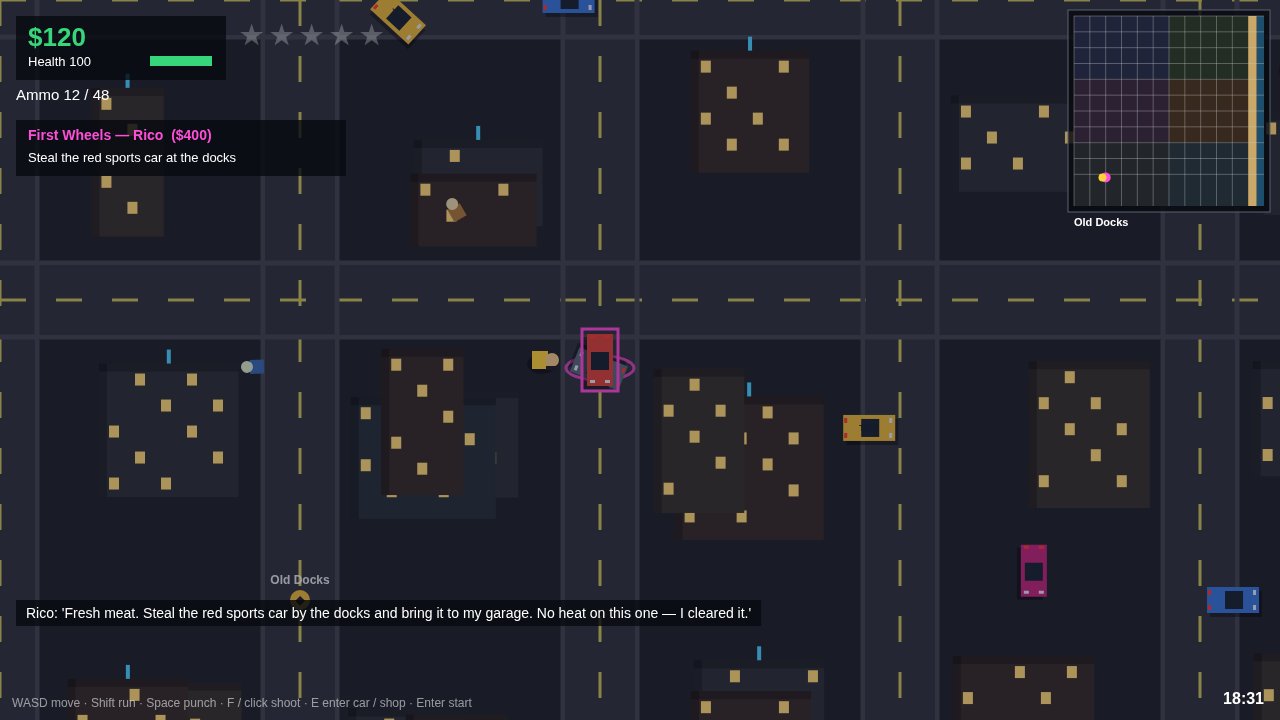 $120
Health 100
Ammo 12 / 48
First Wheels — Rico ($400)
Steal the red sports car at the docks
Old Docks
Old Docks
Rico: 'Fresh meat. Steal the red sports car by the docks and bring it to my garage. No heat on this one — I cleared it.'
WASD move · Shift run · Space punch · F / click shoot · E enter car / shop · Enter start
18:31